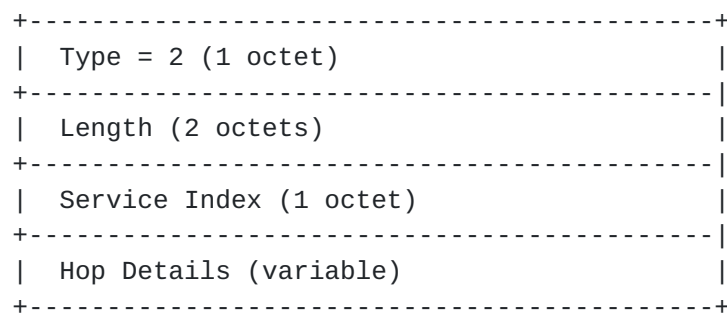 +--------------------------------------------+
|  Type = 2 (1 octet)                        |
+--------------------------------------------|
|  Length (2 octets)                         |
+--------------------------------------------|
|  Service Index (1 octet)                   |
+--------------------------------------------|
|  Hop Details (variable)                    |
+--------------------------------------------+